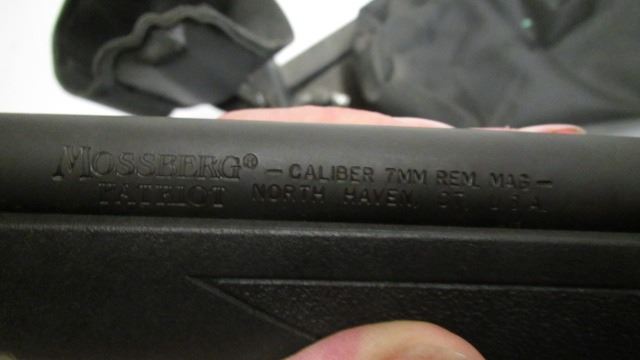 MOSSBERG® — CALIBER 7MM REM. MAG —
PATRIOT NORTH HAVEN, CT. U.S.A.